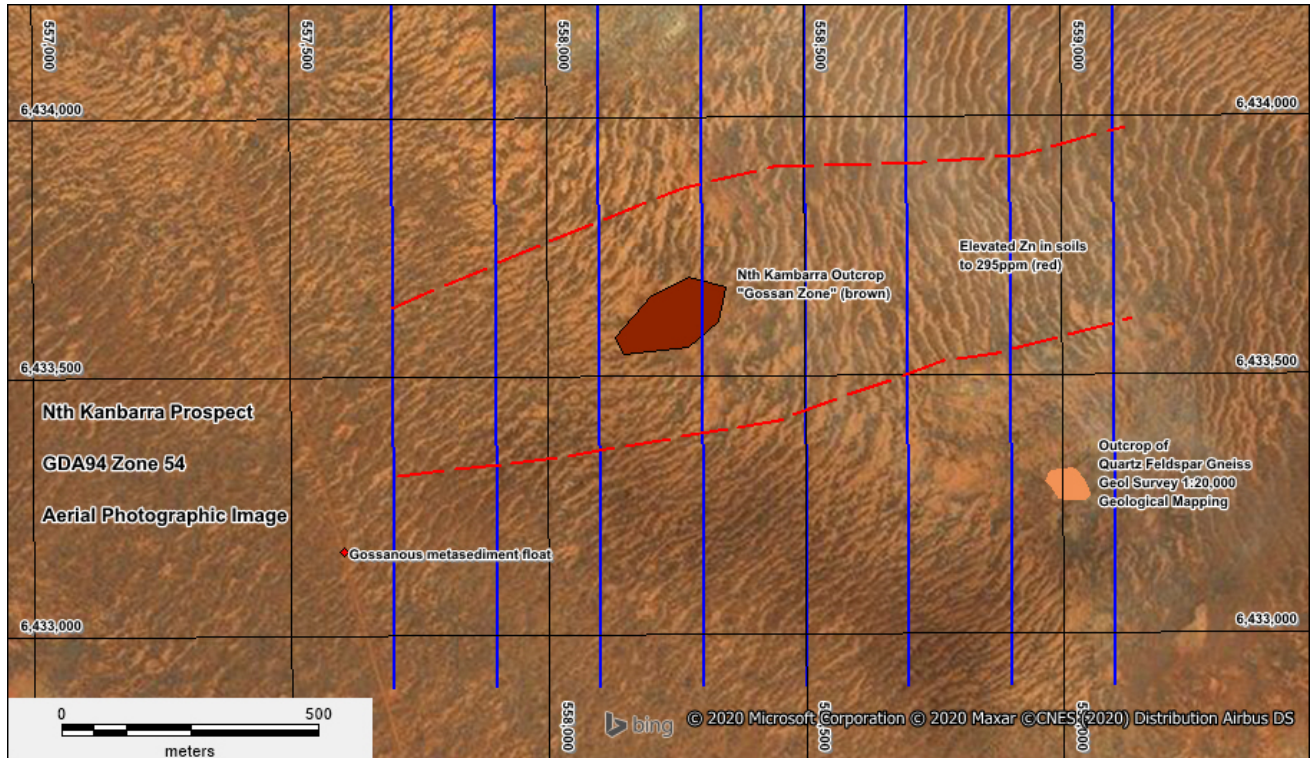 557,000
557,500
558,000
558,500
559,000
6,434,000
6,434,000
Elevated Zn in soils
to 295ppm (red)
Nth Kambarra Outcrop
"Gossan Zone" (brown)
6,433,500
6,433,500
Nth Kanbarra Prospect
GDA94 Zone 54
Aerial Photographic Image
Outcrop of
Quartz Feldspar Gneiss
Geol Survey 1:20,000
Geological Mapping
Gossanous metasediment float
6,433,000
6,433,000
0 500
meters
558,000
bing
© 2020 Microsoft Corporation © 2020 Maxar ©CNES (2020) Distribution Airbus DS